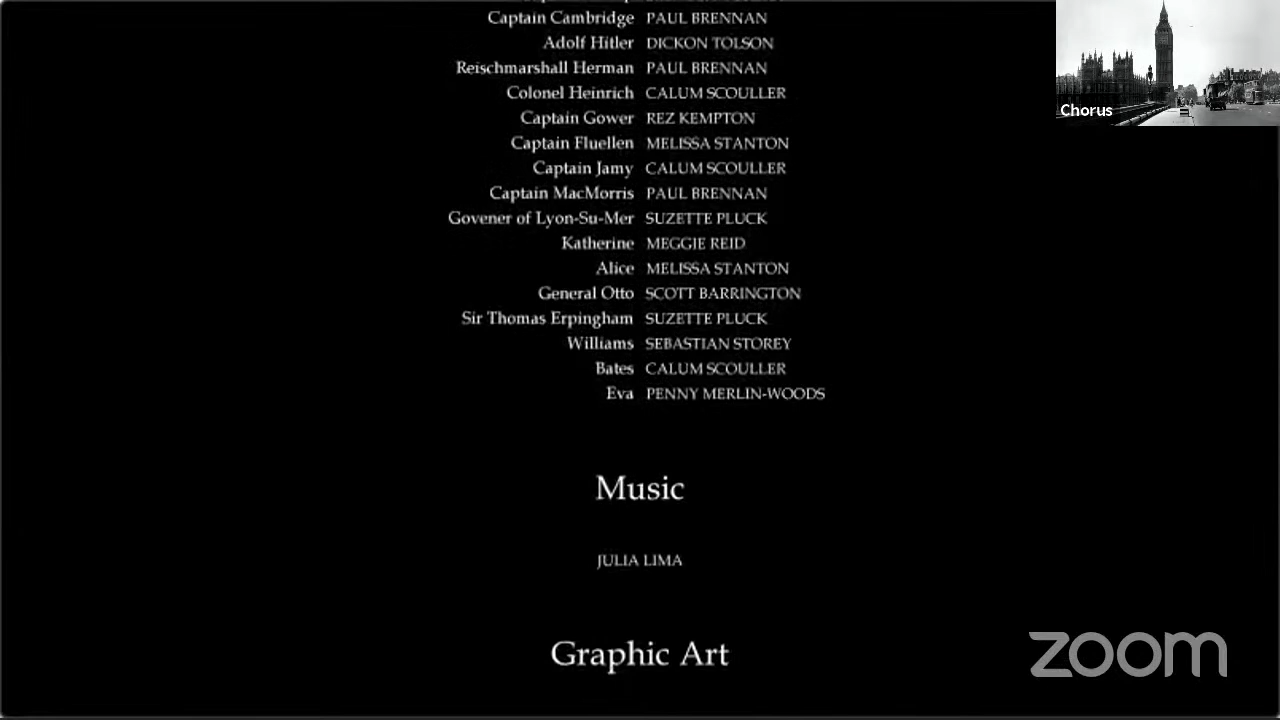 Captain Cambridge PAUL BRENNAN
Adolf Hitler DICKON TOLSON
Reischmarshall Herman PAUL BRENNAN
Colonel Heinrich CALUM SCOULLER
Captain Gower REZ KEMPTON
Captain Fluellen MELISSA STANTON
Captain Jamy CALUM SCOULLER
Captain MacMorris PAUL BRENNAN
Govener of Lyon-Su-Mer SUZETTE PLUCK
Katherine MEGGIE REID
Alice MELISSA STANTON
General Otto SCOTT BARRINGTON
Sir Thomas Erpingham SUZETTE PLUCK
Williams SEBASTIAN STOREY
Bates CALUM SCOULLER
Eva PENNY MERLIN-WOODS
Music
JULIA LIMA
Graphic Art
Chorus
zoom